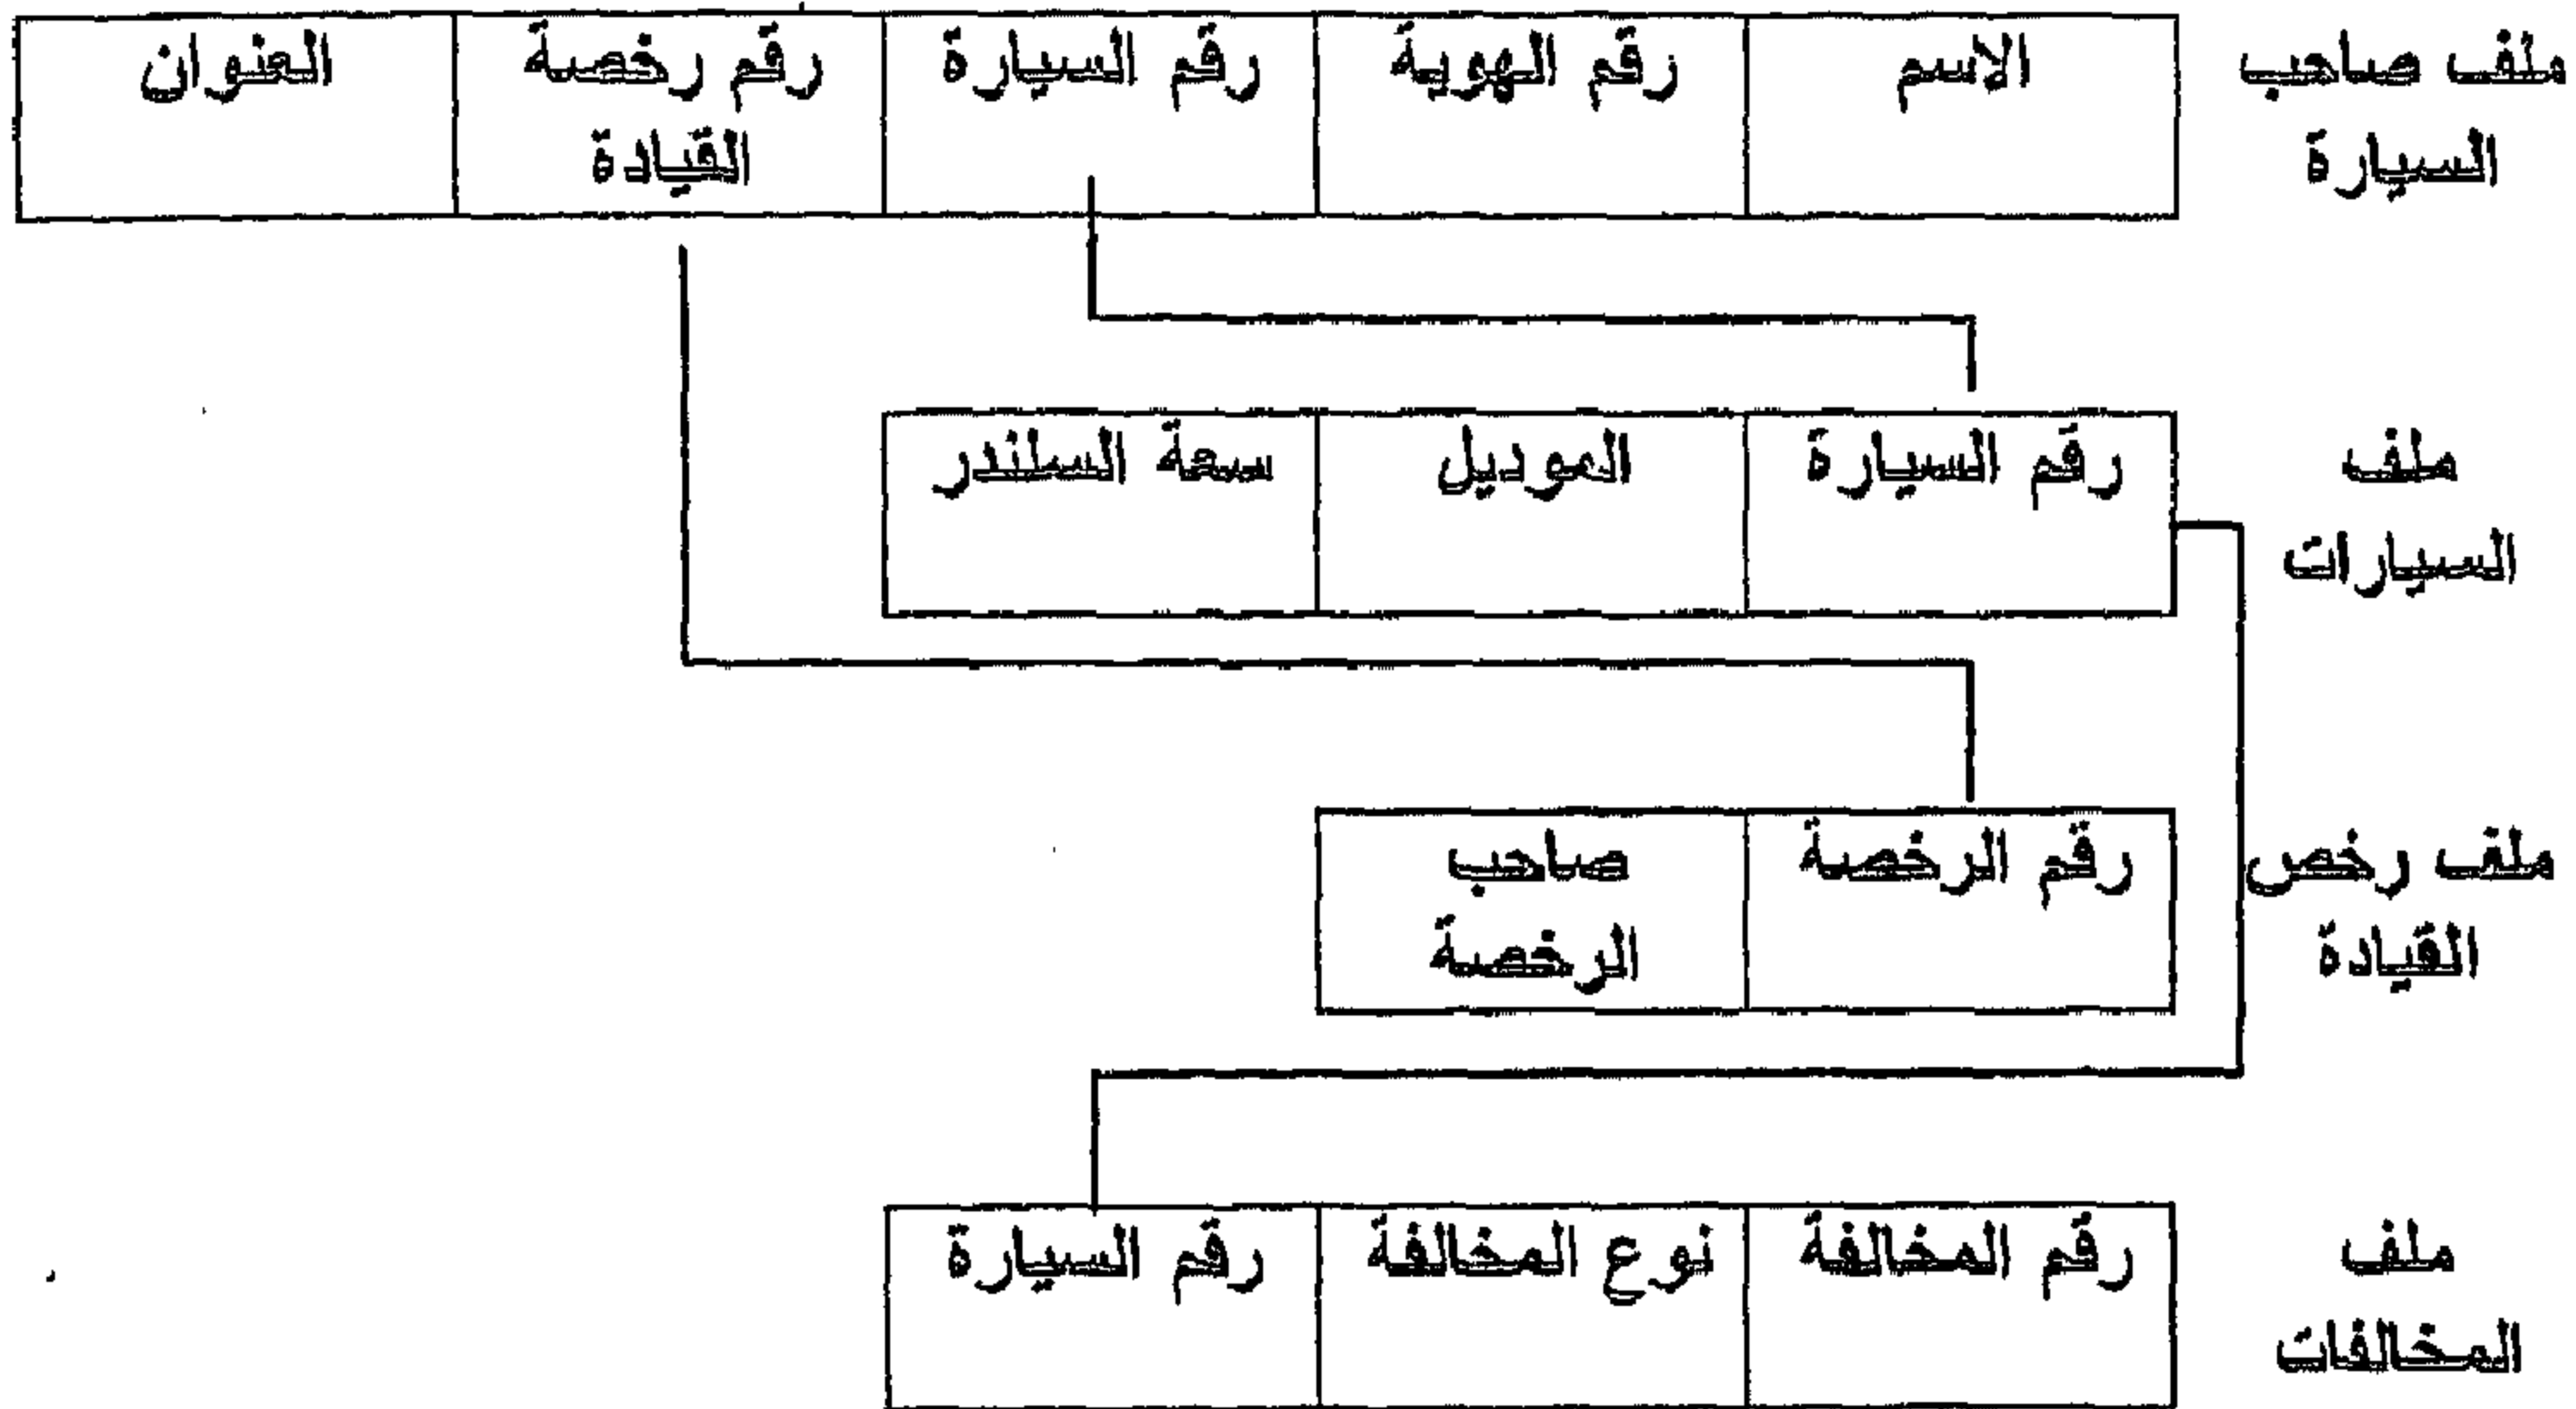 ملف صاحب السيارة
الإسم
رقم الهوية
رقم السيارة
رقم رخصة القيادة
العنوان
ملف السيارات
رقم السيارة
الموديل
سعة السلندر
ملف رخص القيادة
رقم الرخصة
صاحب الرخصة
ملف المخالفات
رقم المخالفة
نوع المخالفة
رقم السيارة